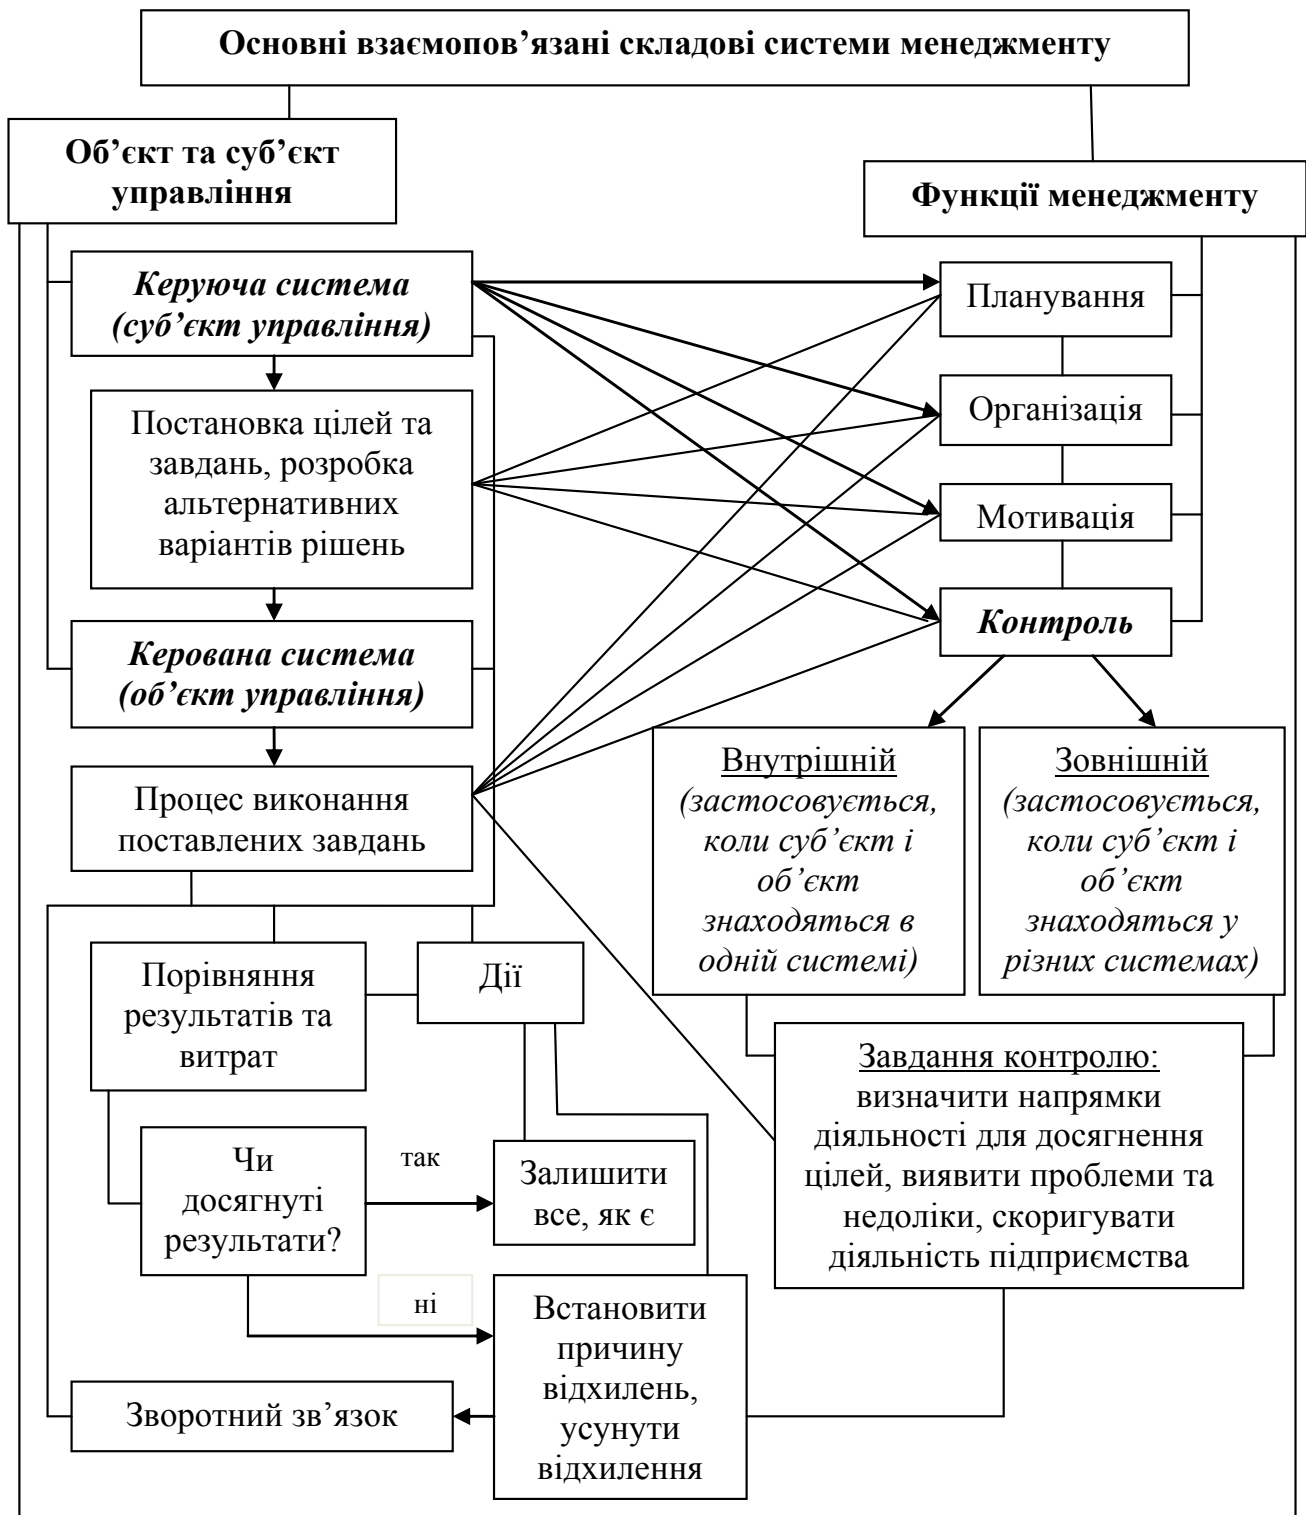 Основні взаємопов’язані складові системи менеджменту
Об’єкт та суб’єкт
управління
Функції менеджменту
Керуюча система
(суб’єкт управління)
Планування
Постановка цілей та
завдань, розробка
альтернативних
варіантів рішень
Організація
Мотивація
Керована система
(об’єкт управління)
Контроль
Процес виконання
поставлених завдань
Внутрішній
(застосовується,
коли суб’єкт і
об’єкт
знаходяться в
одній системі)
Зовнішній
(застосовується,
коли суб’єкт і
об’єкт
знаходяться у
різних системах)
Порівняння
результатів та
витрат
Дії
Завдання контролю:
визначити напрямки
діяльності для досягнення
цілей, виявити проблеми та
недоліки, скоригувати
діяльність підприємства
Чи
досягнуті
результати?
так
Залишити
все, як є
ні
Встановити
причину
відхилень,
усунути
відхилення
Зворотний зв’язок